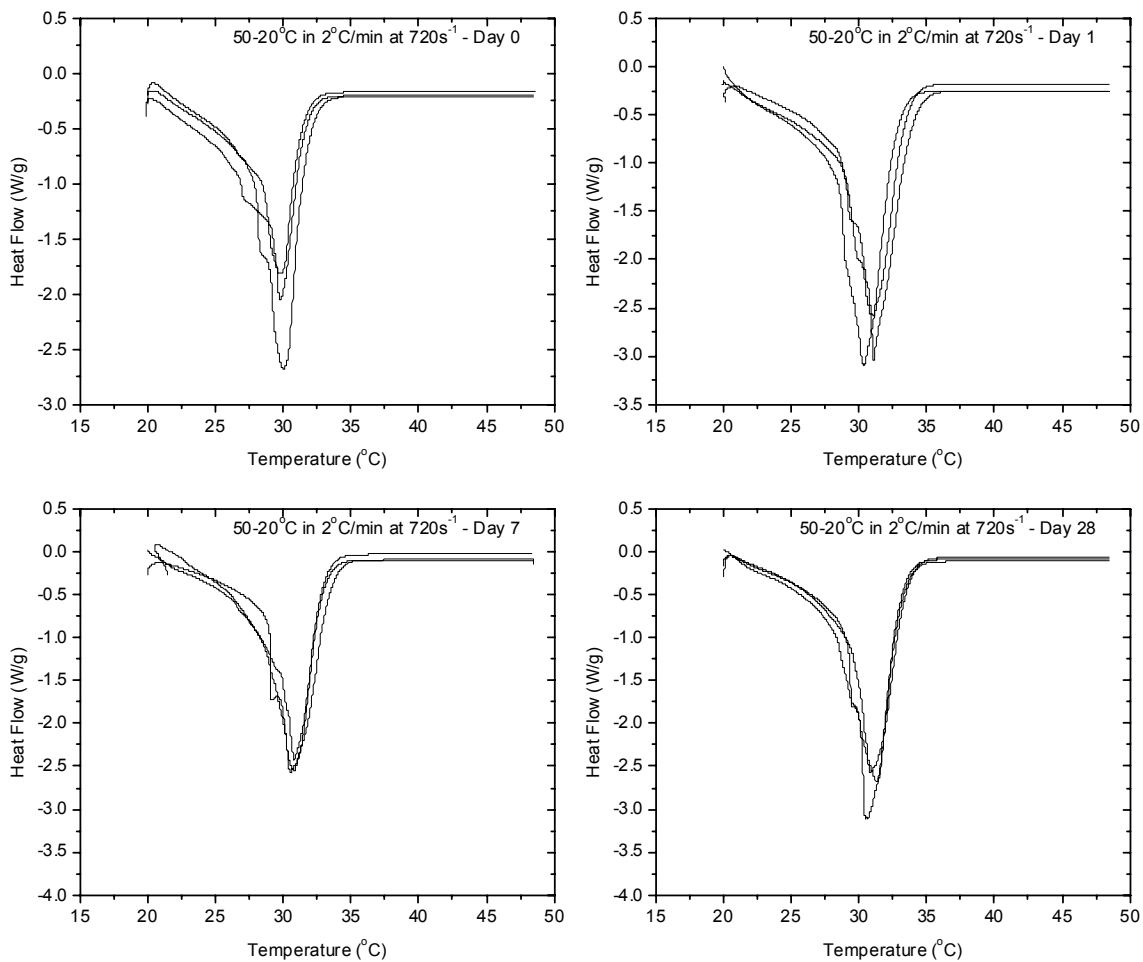 50-20°C in 2°C/min at 720s⁻¹ - Day 0
0.5
0.0
-0.5
-1.0
-1.5
-2.0
-2.5
-3.0
Heat Flow (W/g)
15 20 25 30 35 40 45 50
Temperature (°C)
50-20°C in 2°C/min at 720s⁻¹ - Day 1
0.5
0.0
-0.5
-1.0
-1.5
-2.0
-2.5
-3.0
-3.5
Heat Flow (W/g)
15 20 25 30 35 40 45 50
Temperature (°C)
50-20°C in 2°C/min at 720s⁻¹ - Day 7
0.5
0.0
-0.5
-1.0
-1.5
-2.0
-2.5
-3.0
-3.5
-4.0
Heat Flow (W/g)
15 20 25 30 35 40 45 50
Temperature (°C)
50-20°C in 2°C/min at 720s⁻¹ - Day 28
0.5
0.0
-0.5
-1.0
-1.5
-2.0
-2.5
-3.0
-3.5
-4.0
Heat Flow (W/g)
15 20 25 30 35 40 45 50
Temperature (°C)